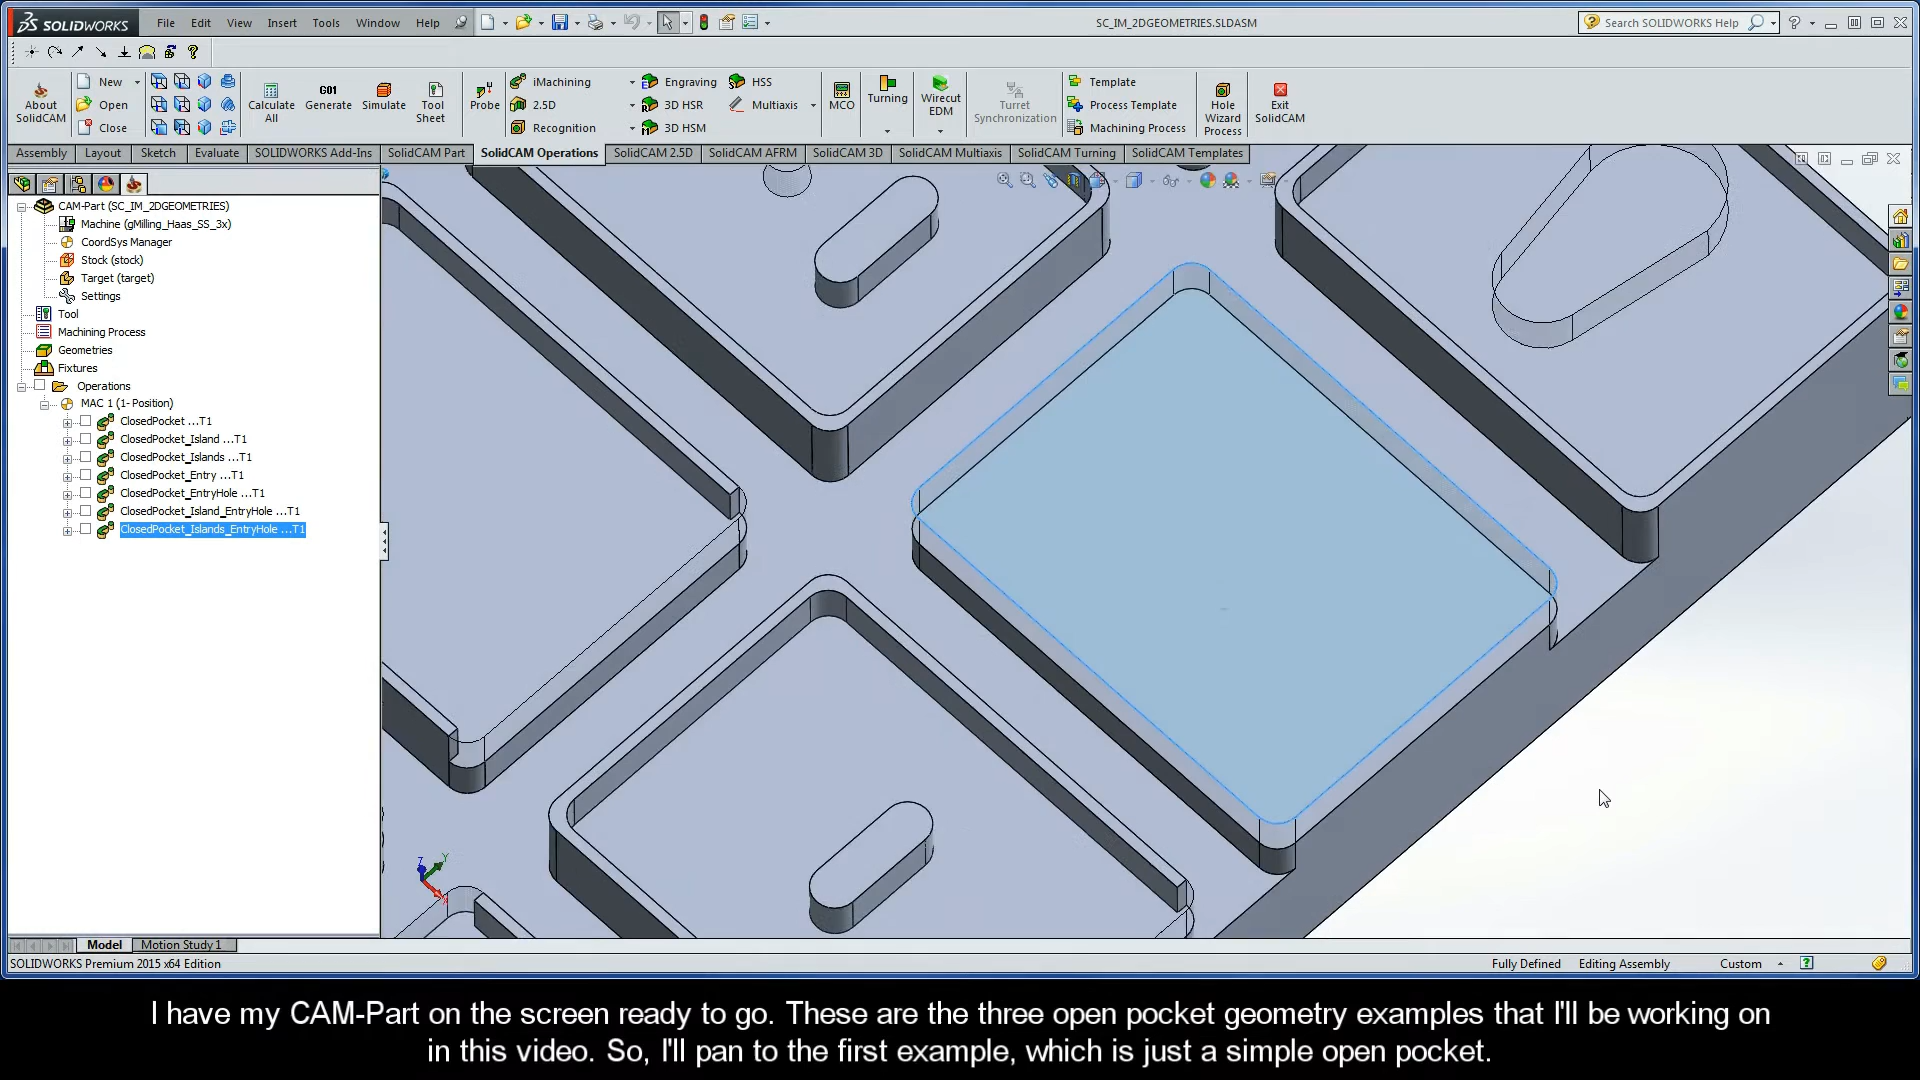 SOLIDWORKS File Edit View Insert Tools Window Help SC_IM_2DGEOMETRIES.SLDASM Search SOLIDWORKS Help
About SolidCAM
New
Open
Close
Calculate All
G01
Generate
Simulate
Tool Sheet
Probe
iMachining
2.5D
Recognition
Engraving
3D HSR
3D HSM
HSS
Multiaxis
MCO
Turning
Wirecut EDM
Turret Synchronization
Template
Process Template
Machining Process
Hole Wizard Process
Exit SolidCAM
Assembly Layout Sketch Evaluate SOLIDWORKS Add-Ins SolidCAM Part SolidCAM Operations SolidCAM 2.5D SolidCAM AFRM SolidCAM 3D SolidCAM Multiaxis SolidCAM Turning SolidCAM Templates
CAM-Part (SC_IM_2DGEOMETRIES)
Machine (gMilling_Haas_SS_3x)
CoordSys Manager
Stock (stock)
Target (target)
Settings
Tool
Machining Process
Geometries
Fixtures
Operations
MAC 1 (1- Position)
ClosedPocket ...T1
ClosedPocket_Island ...T1
ClosedPocket_Islands ...T1
ClosedPocket_Entry ...T1
ClosedPocket_EntryHole ...T1
ClosedPocket_Island_EntryHole ...T1
ClosedPocket_Islands_EntryHole ...T1
Z Y X
Model Motion Study 1
SOLIDWORKS Premium 2015 x64 Edition Fully Defined Editing Assembly Custom
I have my CAM-Part on the screen ready to go. These are the three open pocket geometry examples that I'll be working on
in this video. So, I'll pan to the first example, which is just a simple open pocket.